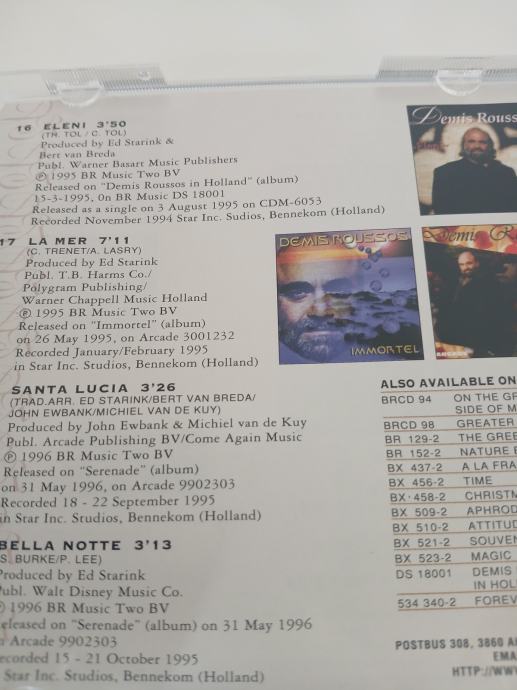 16 ELENI 3'50
(TR. TOL / C. TOL)
Produced by Ed Starink &
Bert van Breda
Publ. Warner Basart Music Publishers
Ⓟ 1995 BR Music Two BV
Released on "Demis Roussos in Holland" (album)
15-3-1995, 0n BR Music DS 18001
Released as a single on 3 August 1995 on CDM-6053
Recorded November 1994 Star Inc. Sudios, Bennekom (Holland)
17 LA MER 7'11
(C. TRENET/A. LASRY)
Produced by Ed Starink
Publ. T.B. Harms Co./
Polygram Publishing/
Warner Chappell Music Holland
Ⓟ 1995 BR Music Two BV
Released on "Immortel" (album)
on 26 May 1995, on Arcade 3001232
Recorded January/February 1995
in Star Inc. Studios, Bennekom (Holland)
SANTA LUCIA 3'26
(TRAD.ARR. ED STARINK/BERT VAN BREDA/
JOHN EWBANK/MICHIEL VAN DE KUY)
Produced by John Ewbank & Michiel van de Kuy
Publ. Arcade Publishing BV/Come Again Music
Ⓟ 1996 BR Music Two BV
Released on "Serenade" (album)
on 31 May 1996, on Arcade 9902303
Recorded 18 - 22 September 1995
in Star Inc. Studios, Bennekom (Holland)
BELLA NOTTE 3'13
S. BURKE/P. LEE)
Produced by Ed Starink
Publ. Walt Disney Music Co.
Ⓟ 1996 BR Music Two BV
eleased on "Serenade" (album) on 31 May 1996
n Arcade 9902303
ecorded 15 - 21 October 1995
Star Inc. Studios, Bennekom (Holland)
Demis Rouss
DEMIS ROUSSOS
IMMORTEL
Demis R
ARCADE
ALSO AVAILABLE ON
BRCD 94 ON THE GR
SIDE OF M
BRCD 98 GREATER
BR 129-2 THE GREE
BR 152-2 NATURE B
BX 437-2 A LA FRA
BX 456-2 TIME
BX-458-2 CHRISTM
BX 509-2 APHROD
BX 510-2 ATTITUD
BX 521-2 SOUVEN
BX 523-2 MAGIC
DS 18001 DEMIS
IN HOL
534 340-2 FOREV
POSTBUS 308, 3860 A
EMA
HTTP://WW